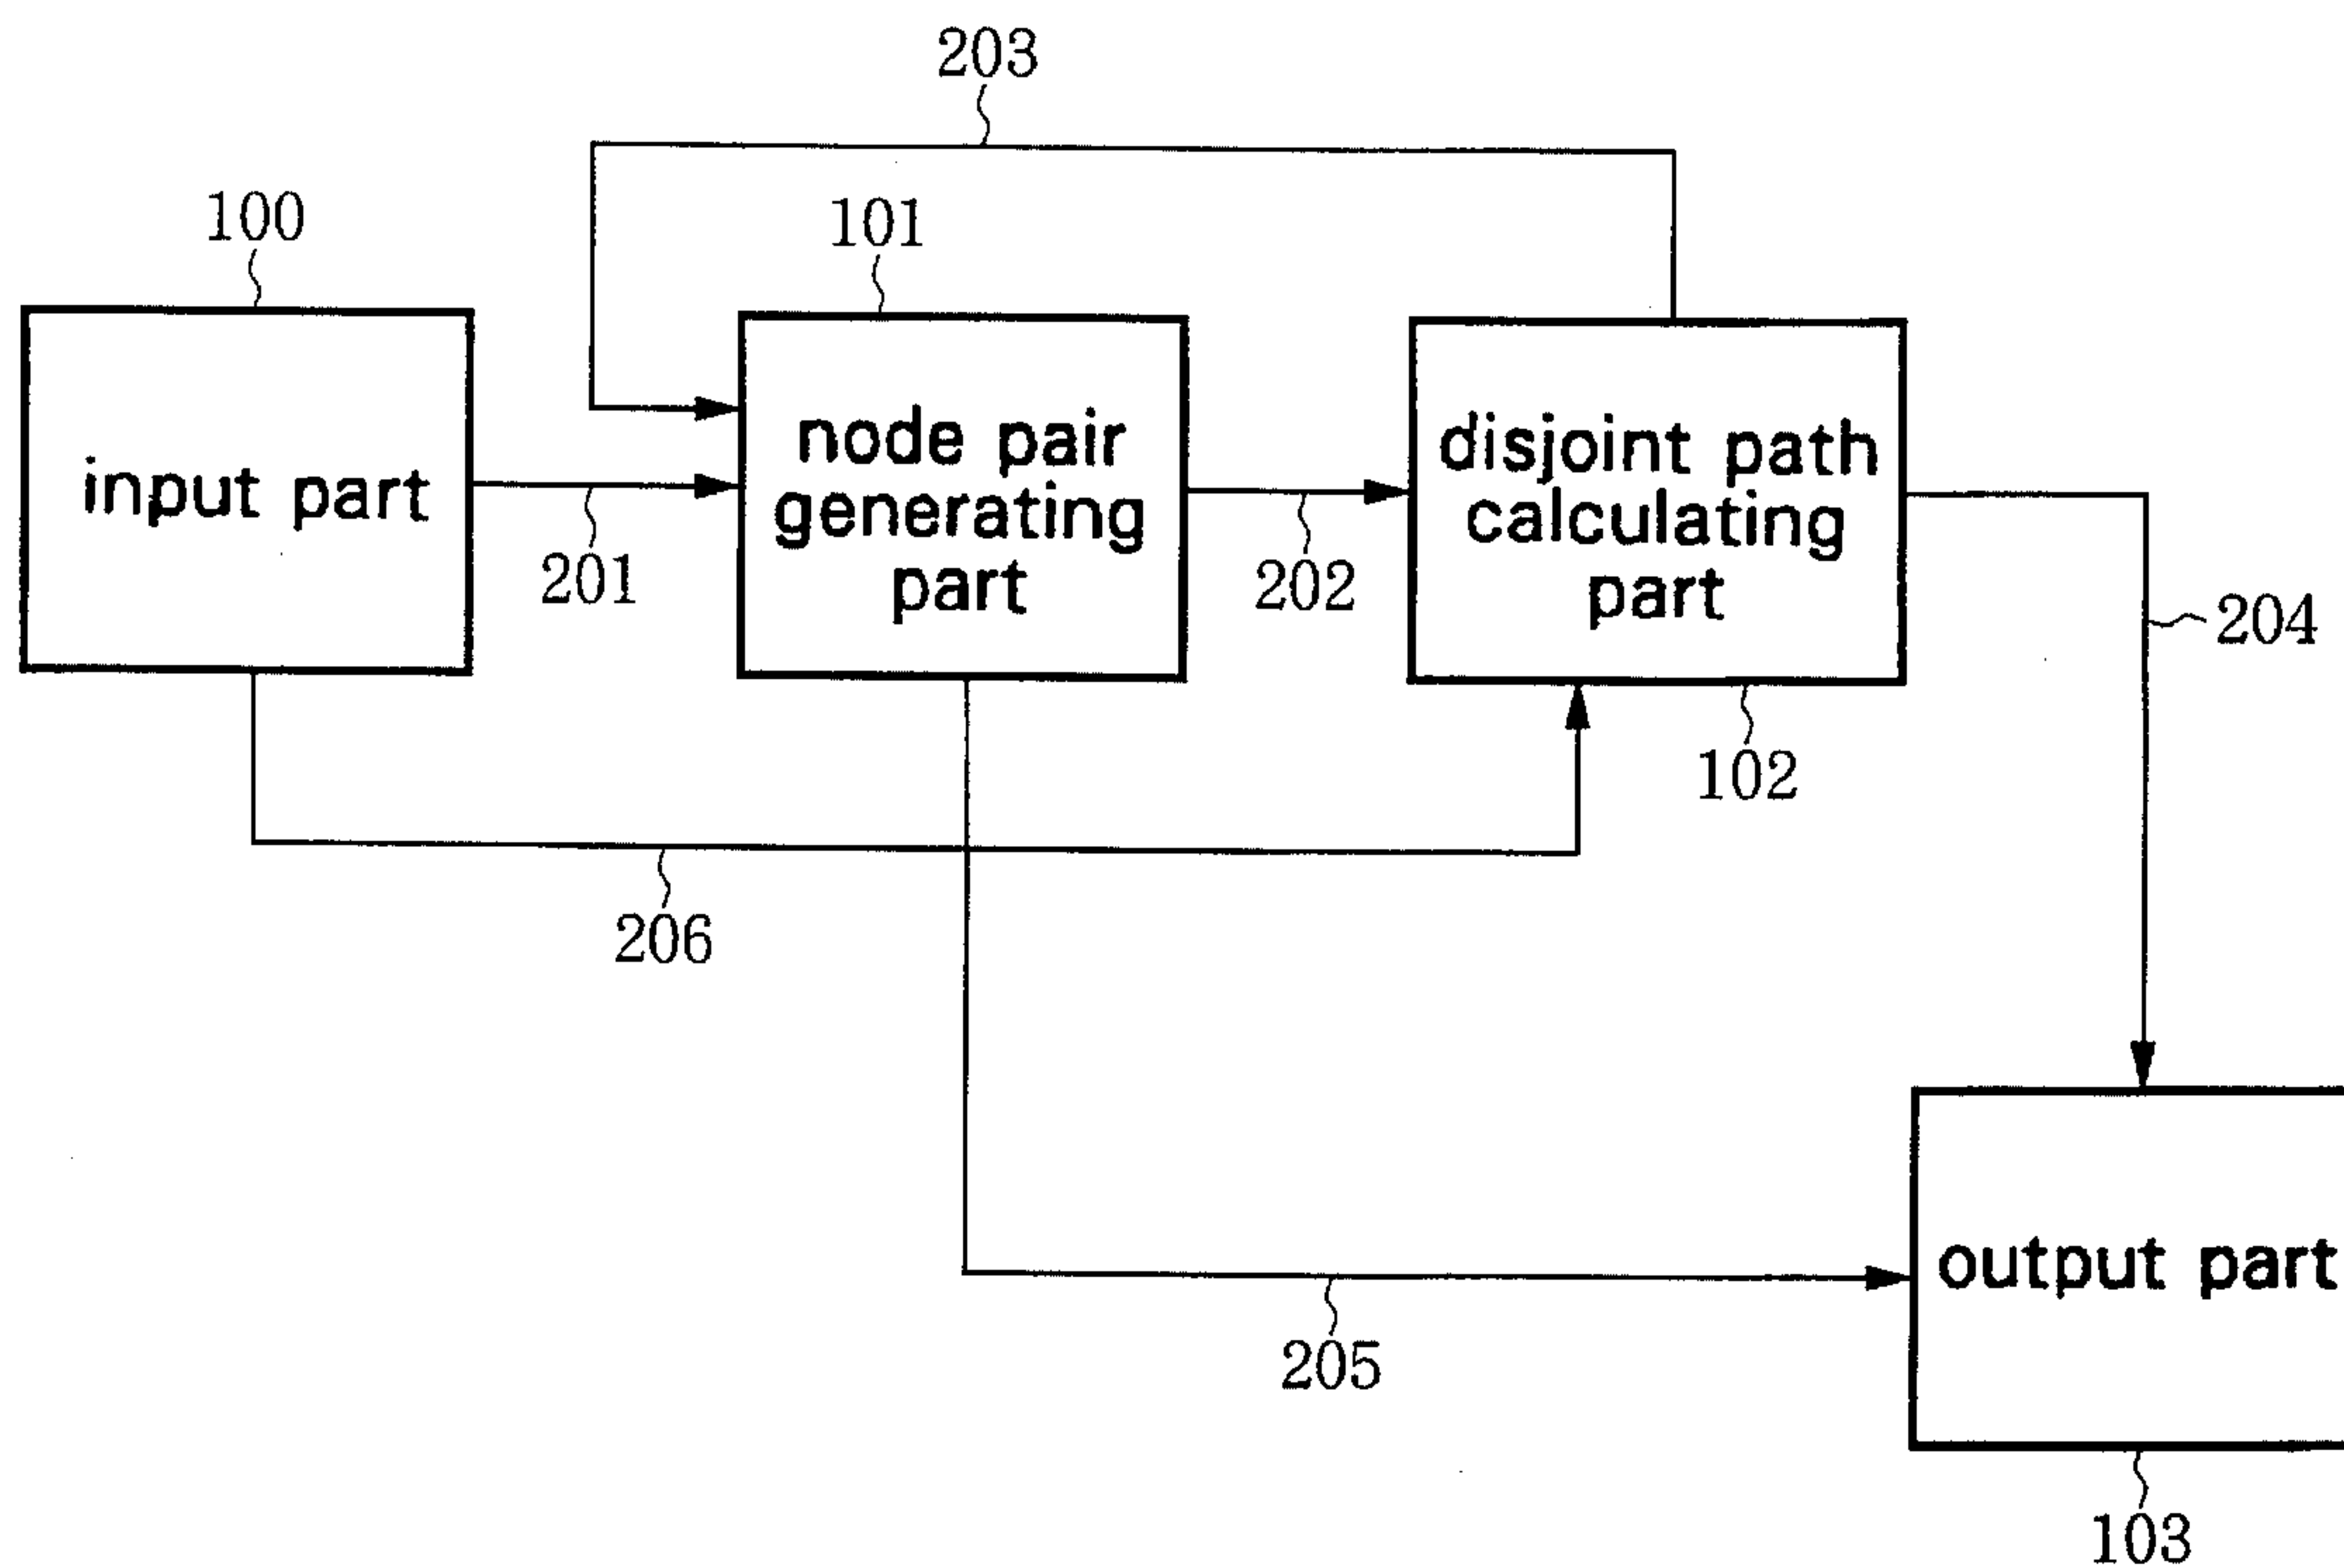 203
100
101
input part
node pair
generating
part
disjoint path
calculating
part
201
202
204
102
206
output part
205
103